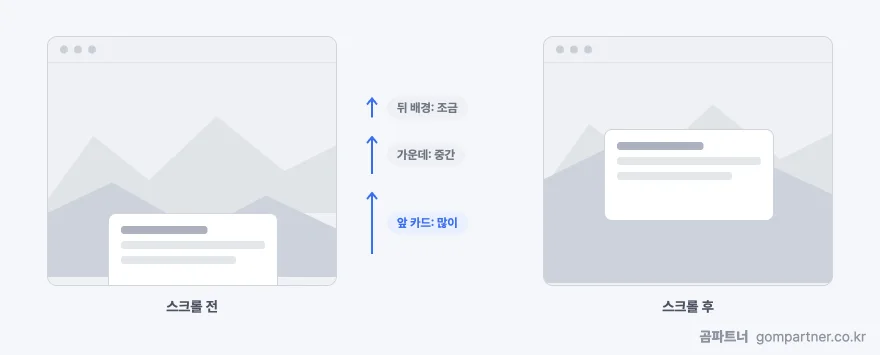 뒤 배경: 조금
가운데: 중간
앞 카드: 많이
스크롤 전
스크롤 후
곰파트너 gompartner.co.kr